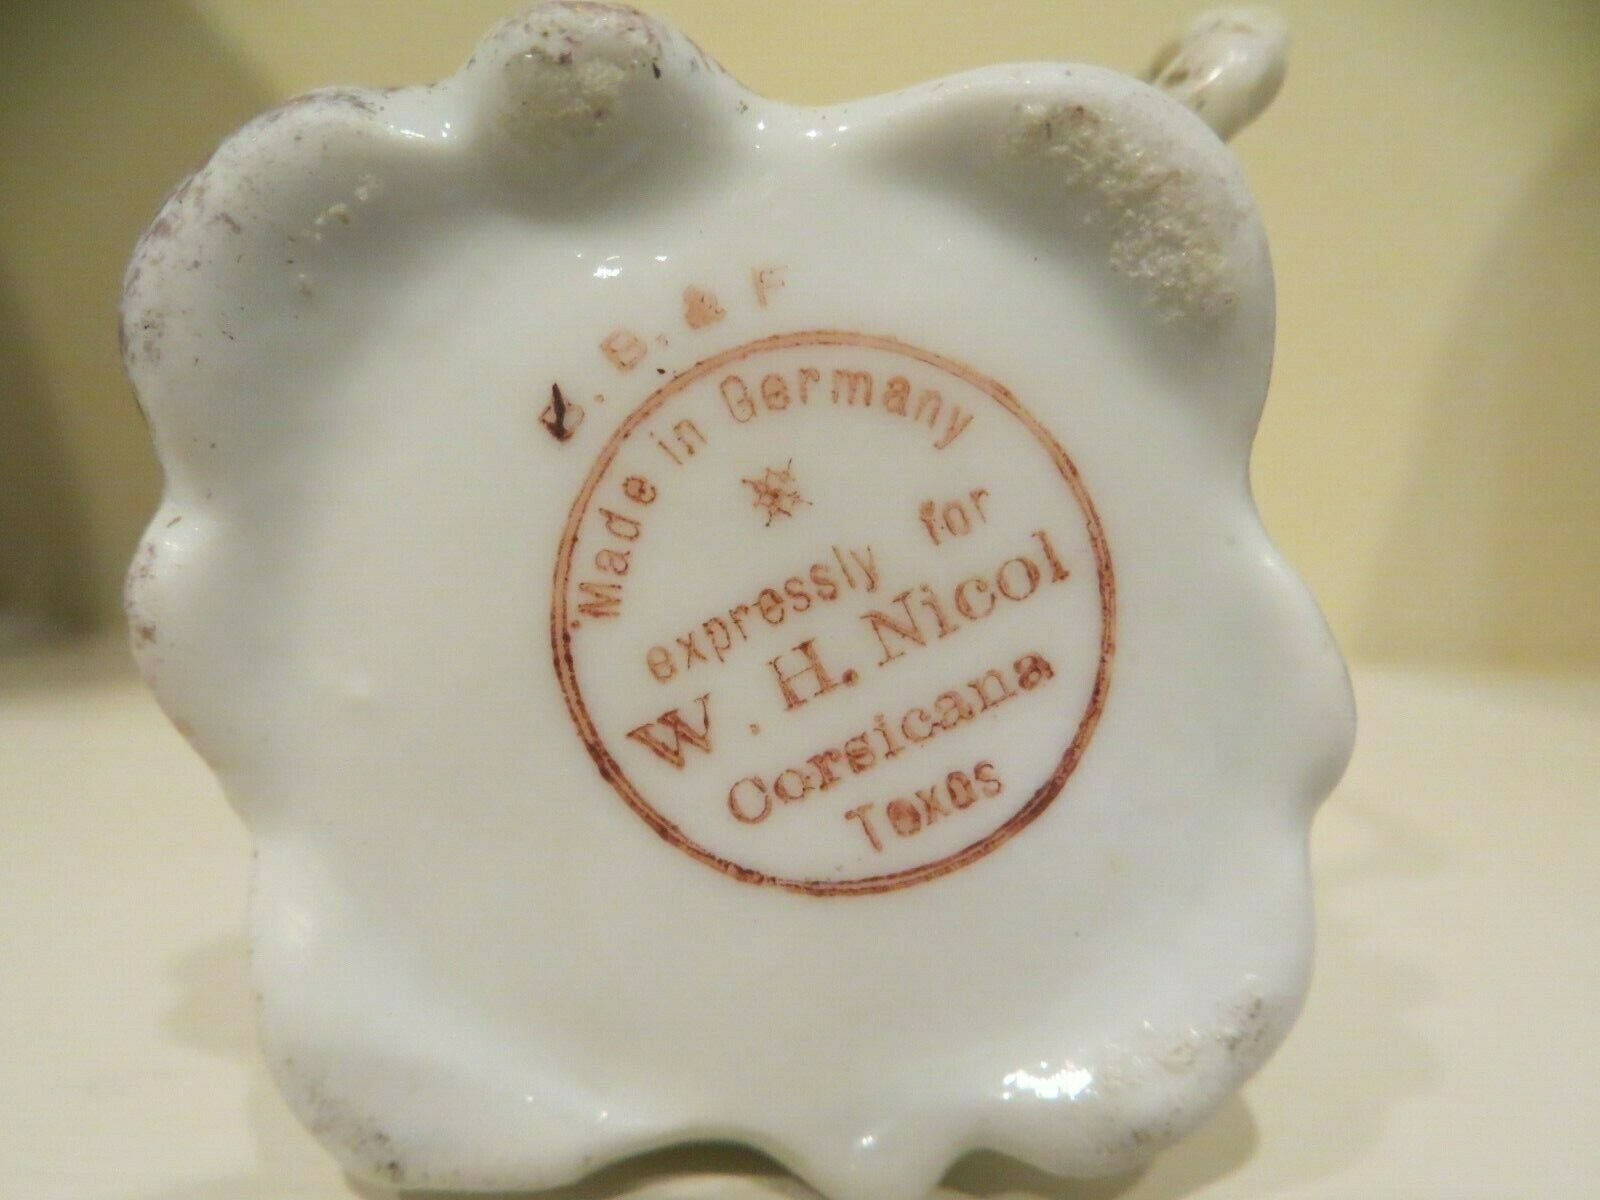 B. B. & F
Made in Germany
expressly for
W. H. Nicol
Corsicana
Texas